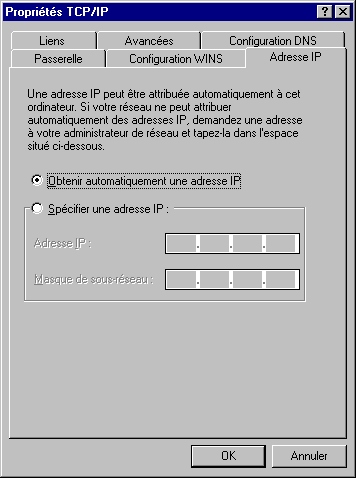 Propriétés TCP/IP
Liens Avancées Configuration DNS
Passerelle Configuration WINS Adresse IP
Une adresse IP peut être attribuée automatiquement à cet
ordinateur. Si votre réseau ne peut attribuer
automatiquement des adresses IP, demandez une adresse
à votre administrateur de réseau et tapez-la dans l'espace
situé ci-dessous.
Obtenir automatiquement une adresse IP
Spécifier une adresse IP :
Adresse IP :
Masque de sous-réseau :
OK Annuler